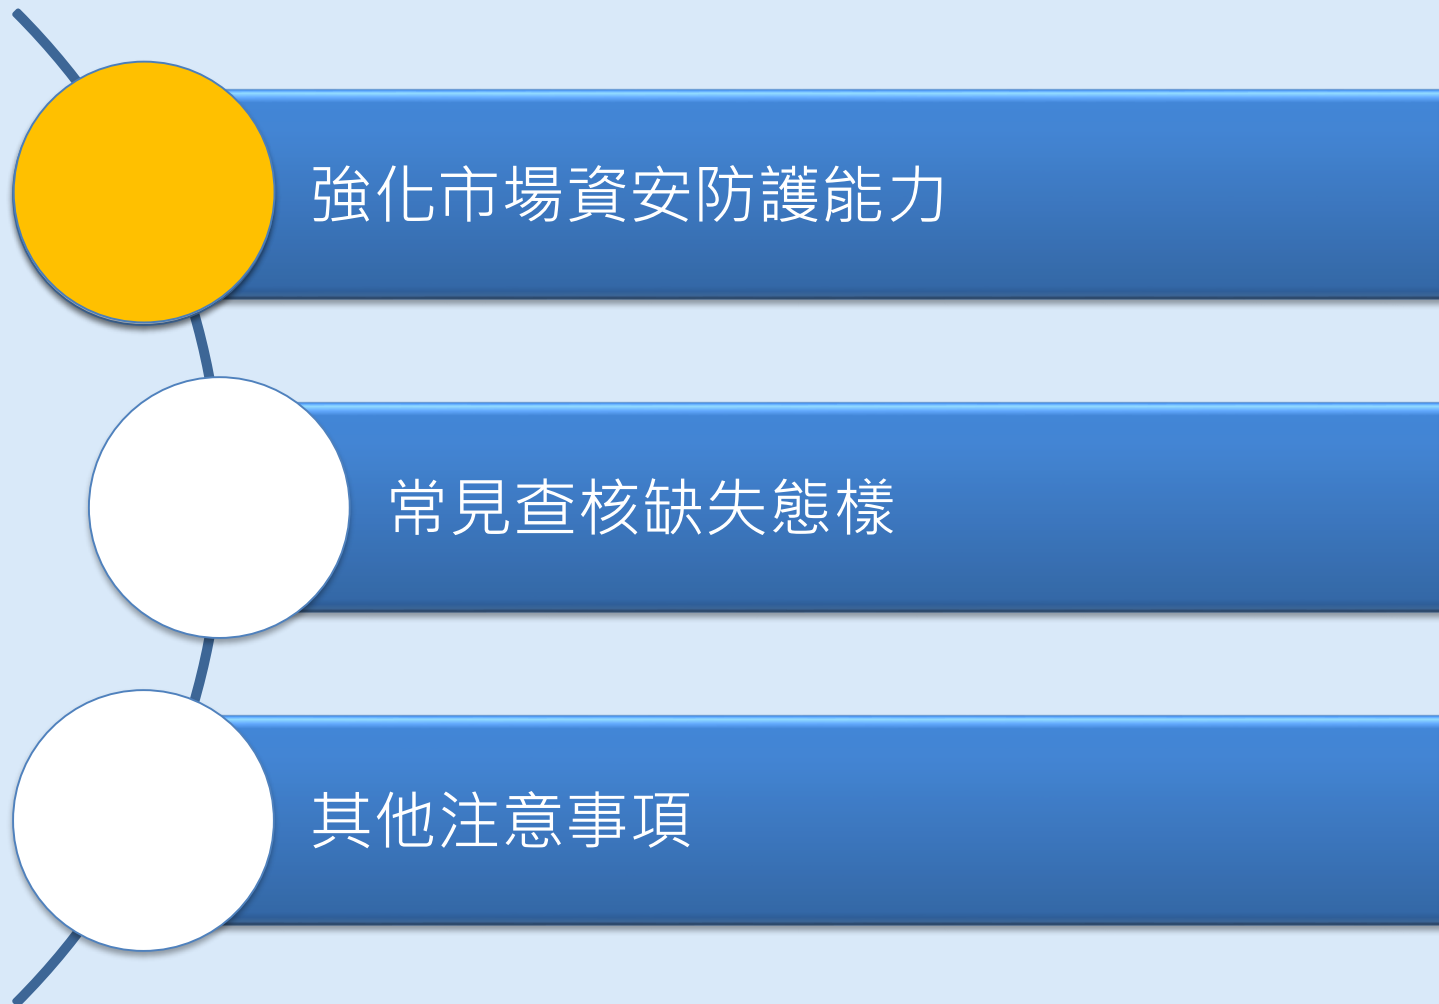 強化市場資安防護能力
常見查核缺失態樣
其他注意事項